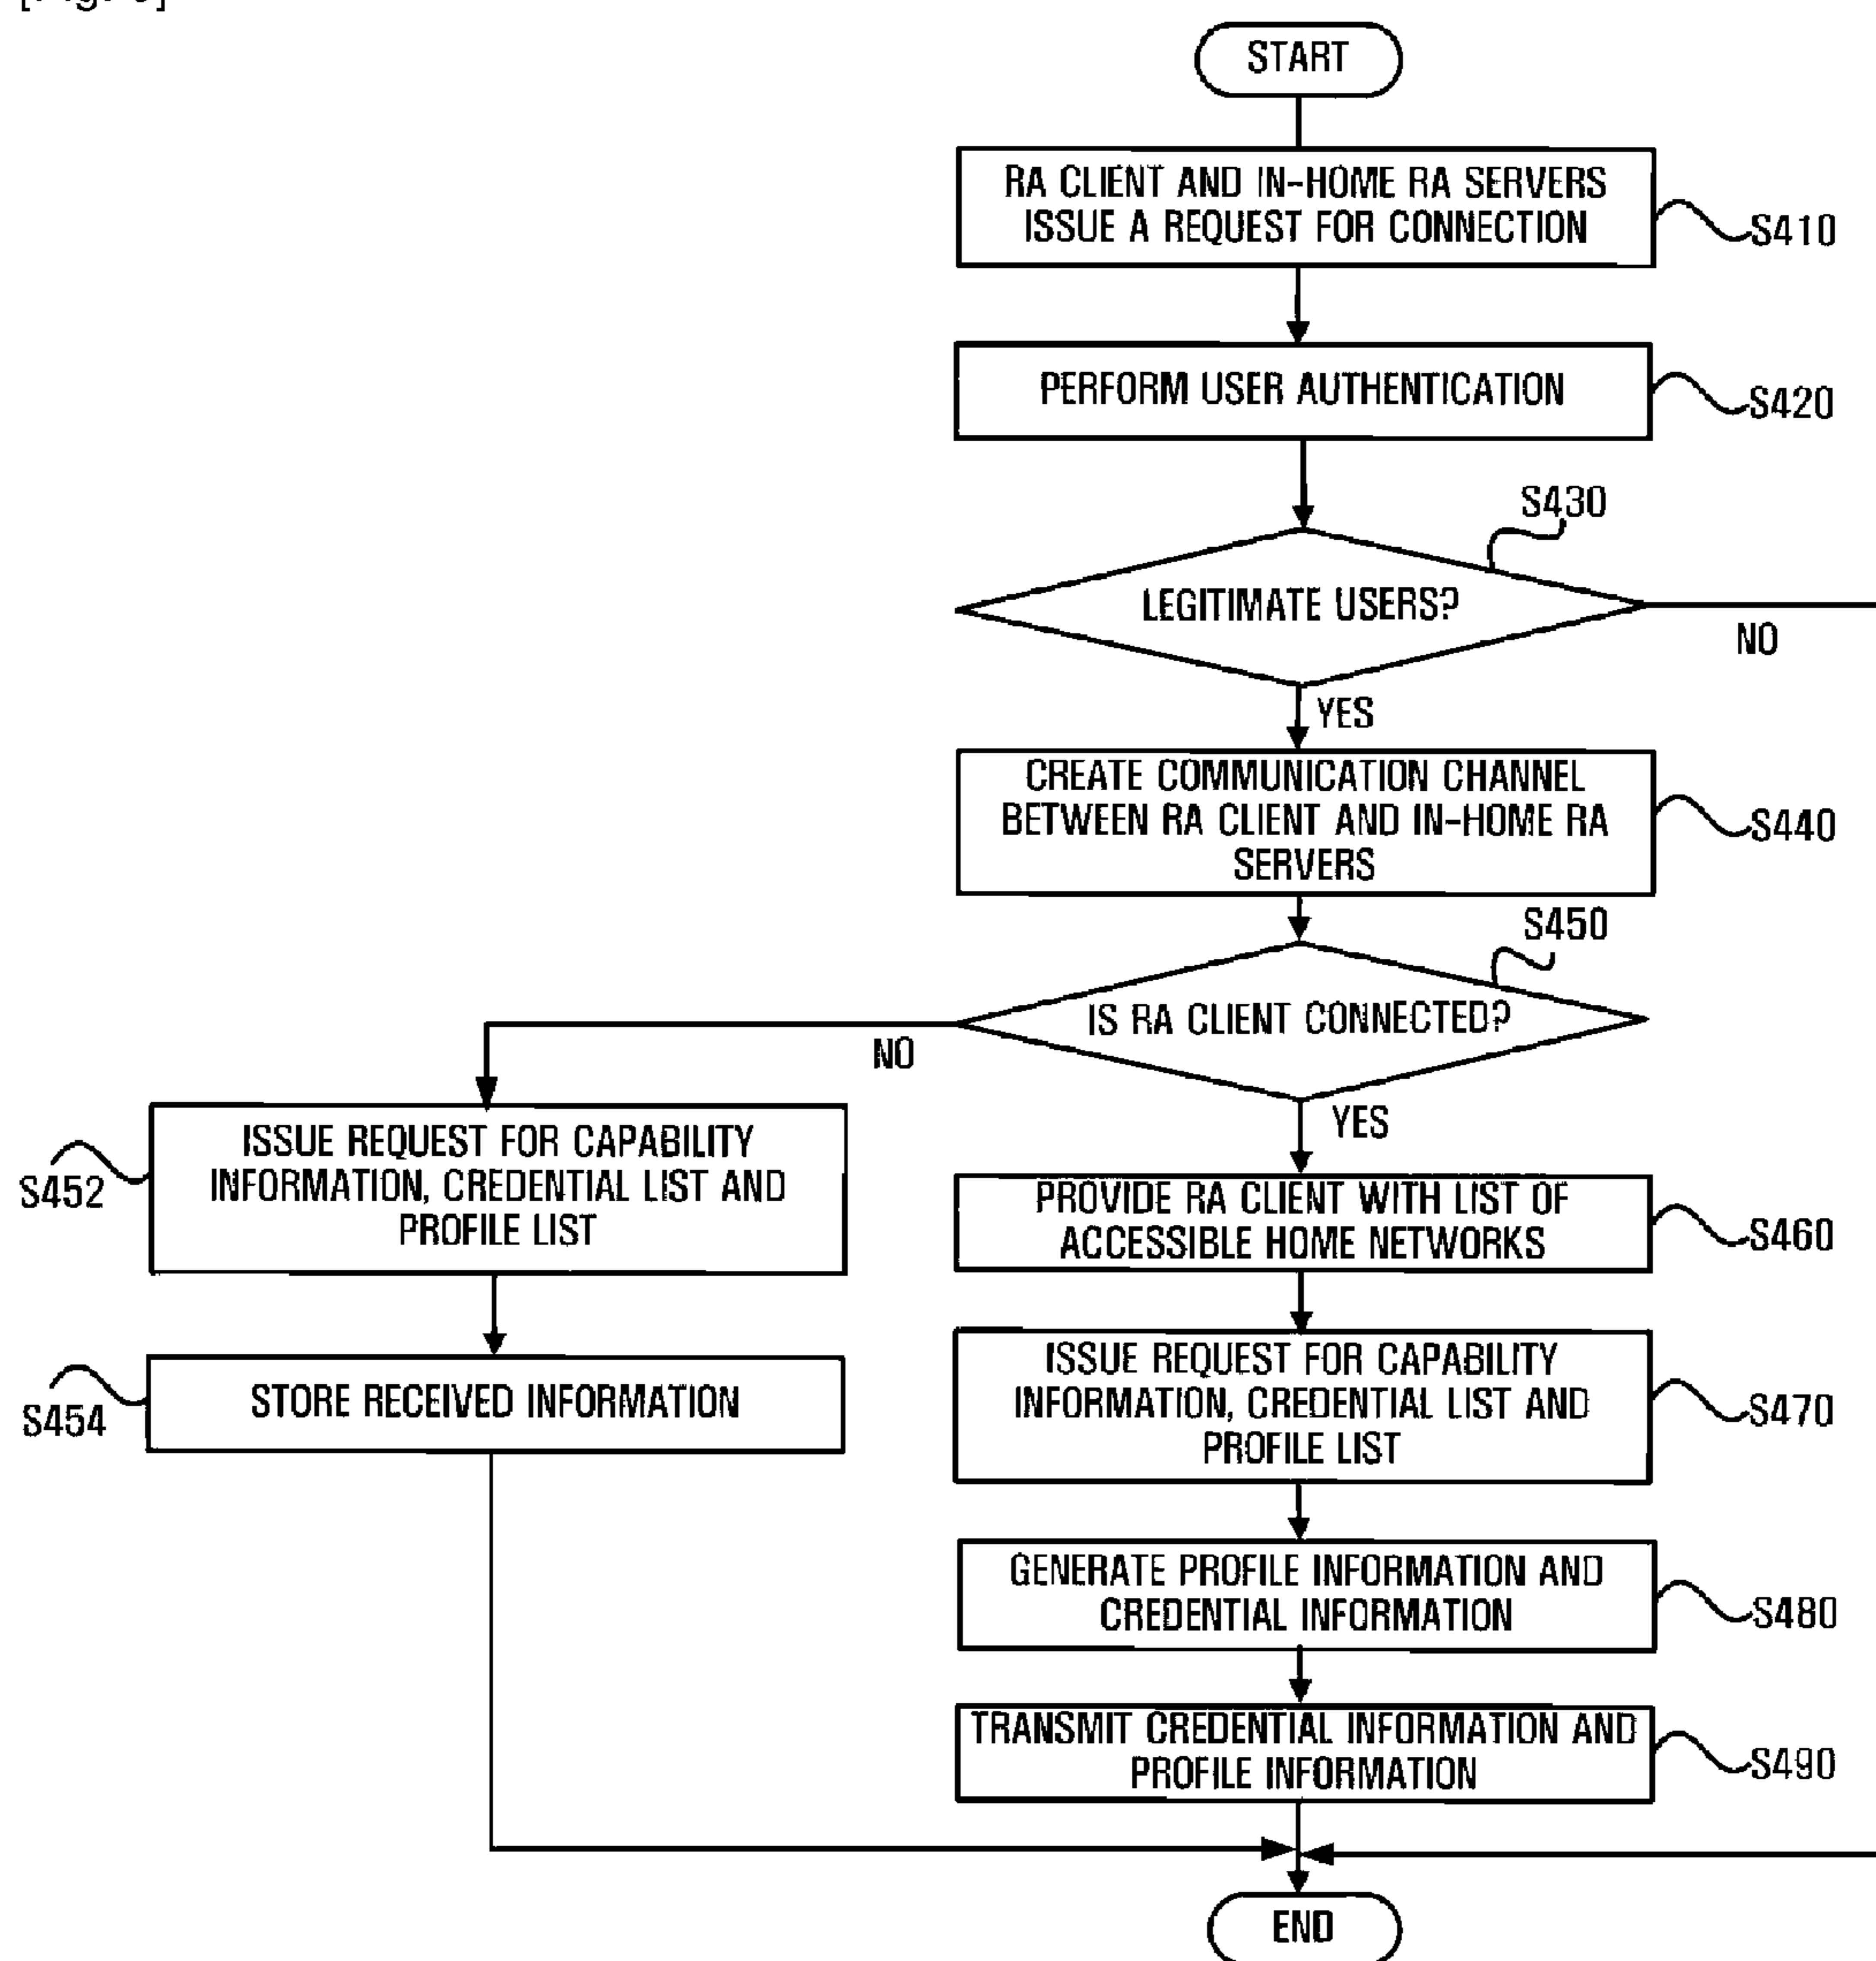 START
RA CLIENT AND IN-HOME RA SERVERS
ISSUE A REQUEST FOR CONNECTION
S410
PERFORM USER AUTHENTICATION
S420
S430
LEGITIMATE USERS?
NO
YES
CREATE COMMUNICATION CHANNEL
BETWEEN RA CLIENT AND IN-HOME RA
SERVERS
S440
S450
IS RA CLIENT CONNECTED?
NO
YES
ISSUE REQUEST FOR CAPABILITY
INFORMATION, CREDENTIAL LIST AND
PROFILE LIST
S452
STORE RECEIVED INFORMATION
S454
PROVIDE RA CLIENT WITH LIST OF
ACCESSIBLE HOME NETWORKS
S460
ISSUE REQUEST FOR CAPABILITY
INFORMATION, CREDENTIAL LIST AND
PROFILE LIST
S470
GENERATE PROFILE INFORMATION AND
CREDENTIAL INFORMATION
S480
TRANSMIT CREDENTIAL INFORMATION AND
PROFILE INFORMATION
S490
END